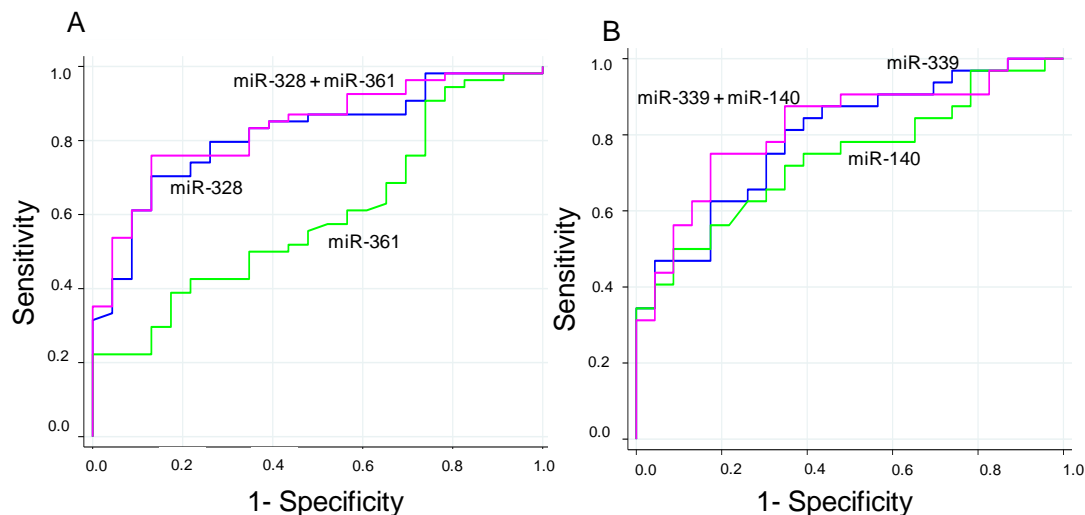 A
B
1.0
0.8
0.6
0.4
0.2
0.0
Sensitivity
miR-328 + miR-361
miR-328
miR-361
0.0 0.2 0.4 0.6 0.8 1.0
1- Specificity
1.0
0.8
0.6
0.4
0.2
0.0
Sensitivity
miR-339
miR-339 + miR-140
miR-140
0.0 0.2 0.4 0.6 0.8 1.0
1- Specificity